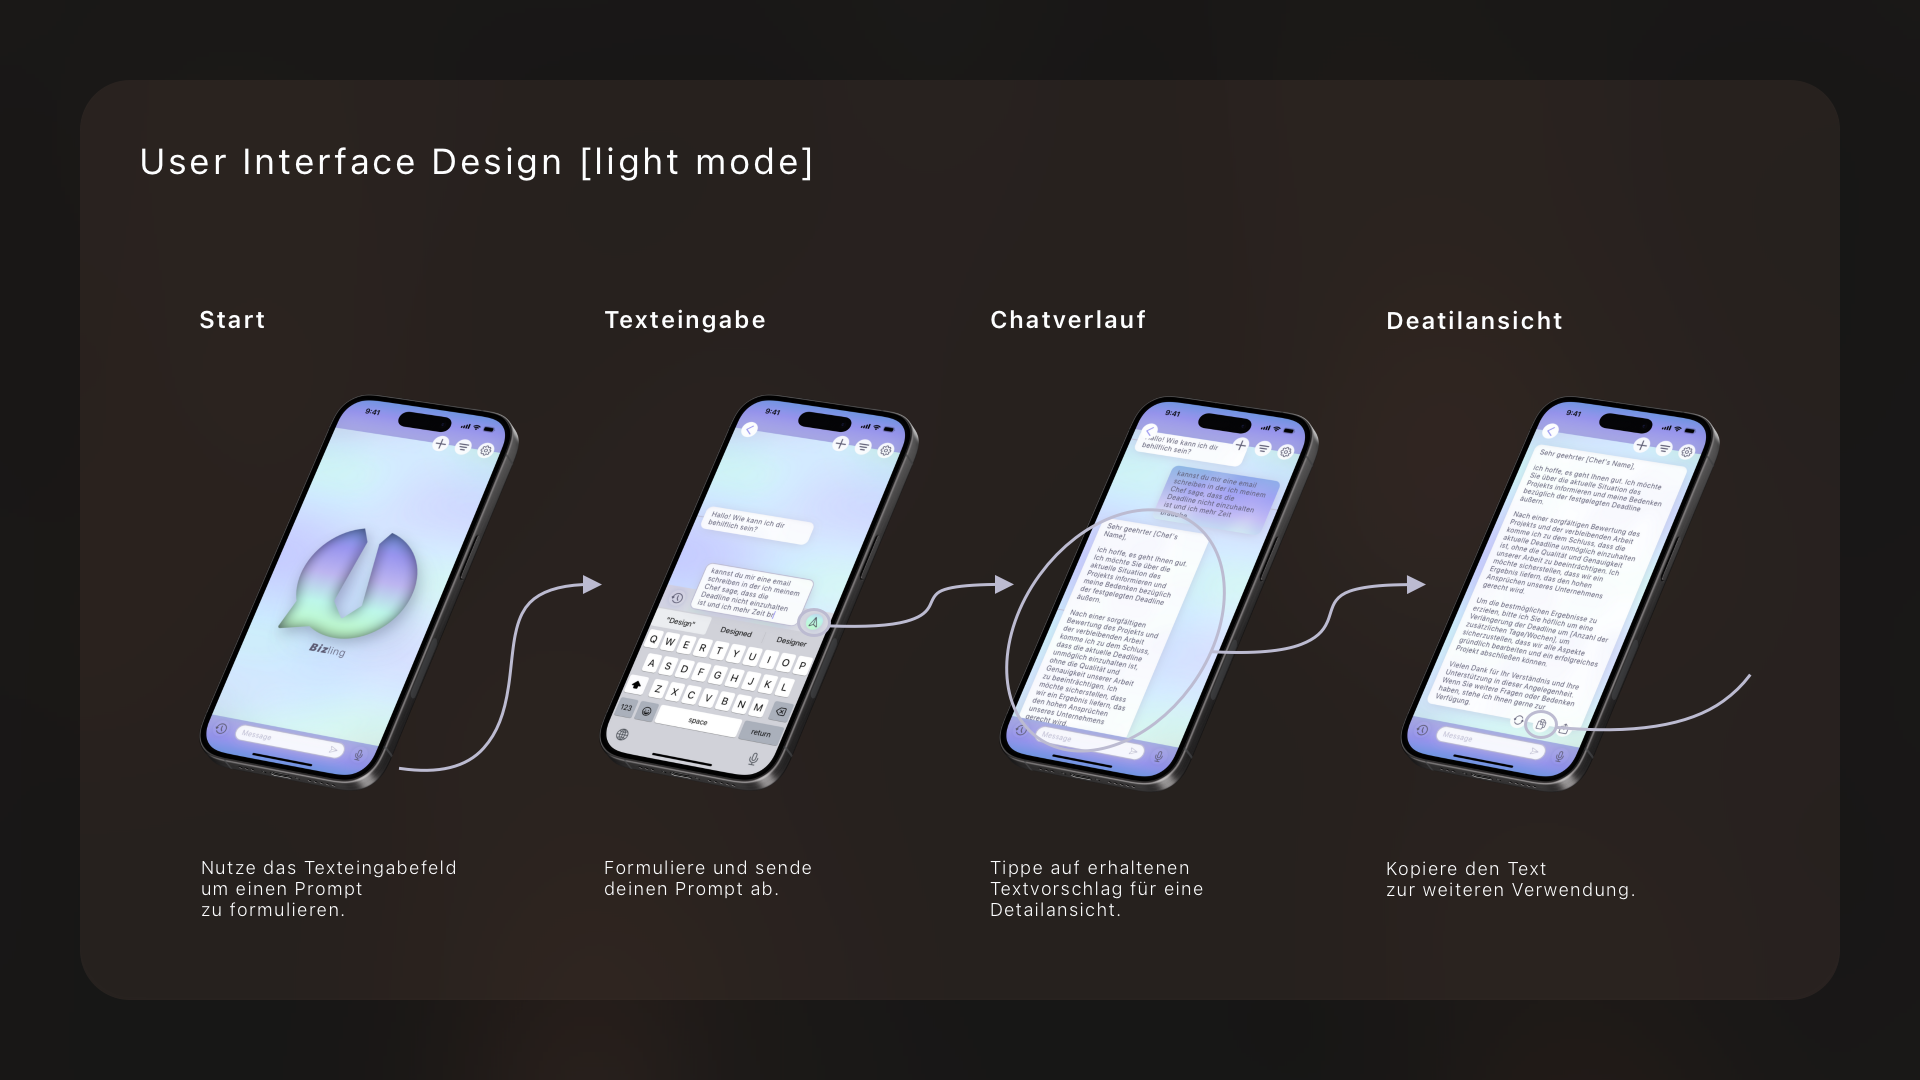 User Interface Design [light mode]
Start
Texteingabe
Chatverlauf
Deatilansicht
9:41
Bizling
Message
9:41
Hallo! Wie kann ich dir
behilflich sein?
kannst du mir eine email
schreiben in der ich meinem
Chef sage, dass die
Deadline nicht einzuhalten
ist und ich mehr Zeit br
"Design"
Designed
Designer
Q W E R T Y U I O P
A S D F G H J K L
Z X C V B N M
123
space
return
9:41
Hallo! Wie kann ich dir
behilflich sein?
kannst du mir eine email
schreiben in der ich meinem
Chef sage, dass die
Deadline nicht einzuhalten
ist und ich mehr Zeit
brauche.
Sehr geehrter [Chef's
Name],
ich hoffe, es geht Ihnen gut.
Ich möchte Sie über die
aktuelle Situation des
Projekts informieren und
meine Bedenken bezüglich
der festgelegten Deadline
äußern.
Nach einer sorgfältigen
Bewertung des Projekts und
der verbleibenden Arbeit
komme ich zu dem Schluss,
dass die aktuelle Deadline
unmöglich einzuhalten ist,
ohne die Qualität und
Genauigkeit unserer Arbeit
zu beeinträchtigen. Ich
möchte sicherstellen, dass
wir ein Ergebnis liefern, das
den hohen Ansprüchen
unseres Unternehmens
gerecht wird.
Message
9:41
Sehr geehrter [Chef's Name],
ich hoffe, es geht Ihnen gut. Ich möchte
Sie über die aktuelle Situation des
Projekts informieren und meine Bedenken
bezüglich der festgelegten Deadline
äußern.
Nach einer sorgfältigen Bewertung des
Projekts und der verbleibenden Arbeit
komme ich zu dem Schluss, dass die
aktuelle Deadline unmöglich einzuhalten
ist, ohne die Qualität und Genauigkeit
unserer Arbeit zu beeinträchtigen. Ich
möchte sicherstellen, dass wir ein
Ergebnis liefern, das den hohen
Ansprüchen unseres Unternehmens
gerecht wird.
Um die bestmöglichen Ergebnisse zu
erzielen, bitte ich Sie höflich um eine
Verlängerung der Deadline um [Anzahl der
zusätzlichen Tage/Wochen], um
sicherzustellen, dass wir alle Aspekte
gründlich bearbeiten und ein erfolgreiches
Projekt abschließen können.
Vielen Dank für Ihr Verständnis und Ihre
Unterstützung in dieser Angelegenheit.
Wenn Sie weitere Fragen oder Bedenken
haben, stehe ich Ihnen gerne zur
Verfügung.
Message
Nutze das Texteingabefeld
um einen Prompt
zu formulieren.
Formuliere und sende
deinen Prompt ab.
Tippe auf erhaltenen
Textvorschlag für eine
Detailansicht.
Kopiere den Text
zur weiteren Verwendung.